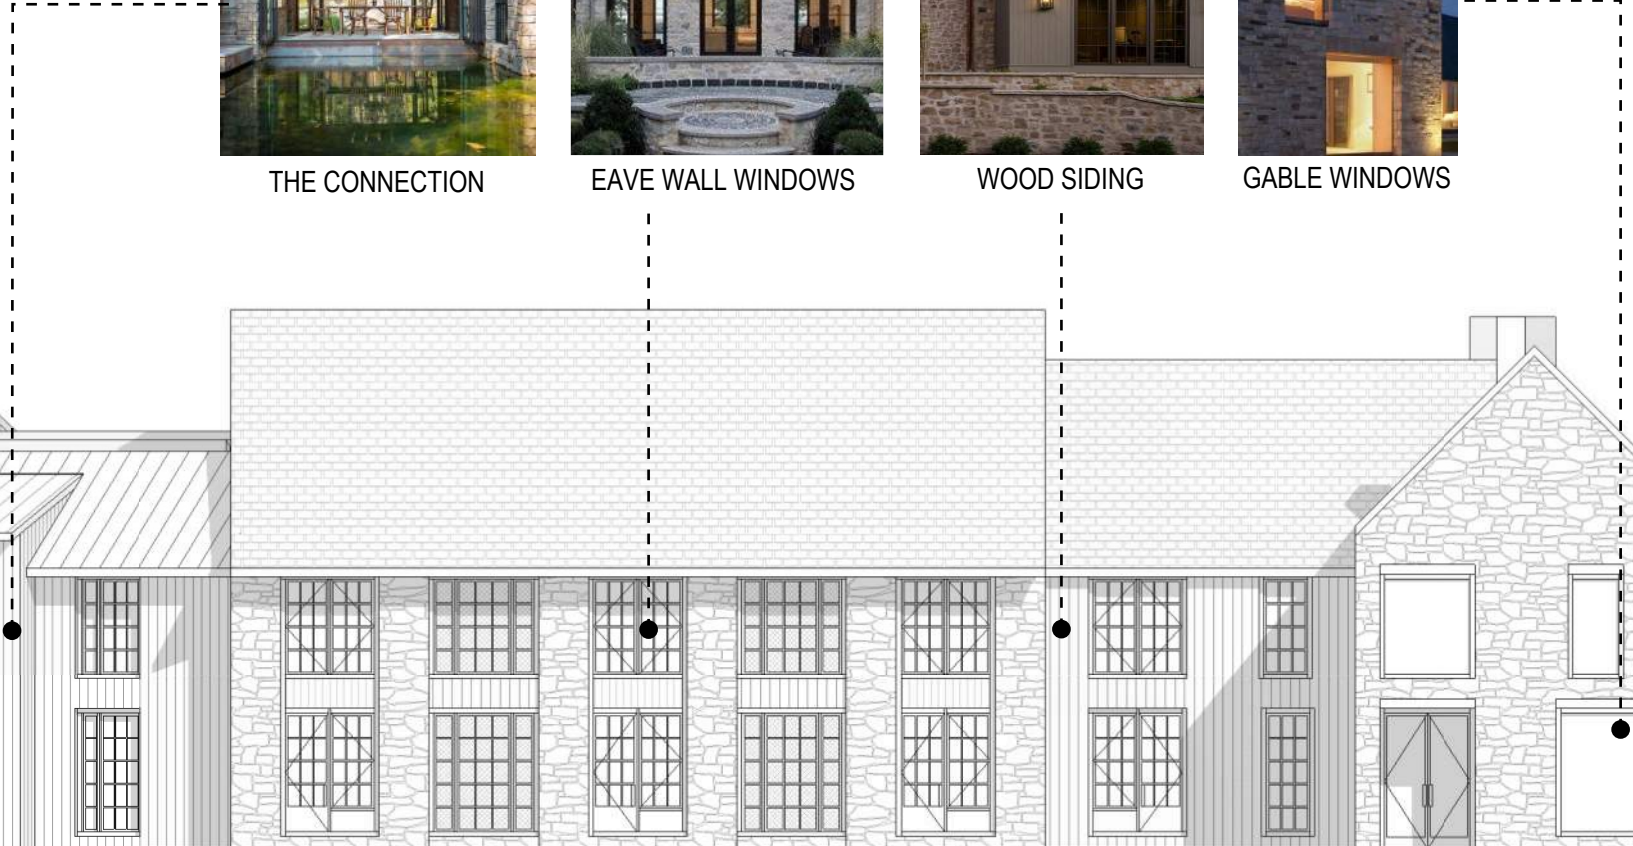 THE CONNECTION
EAVE WALL WINDOWS
WOOD SIDING
GABLE WINDOWS